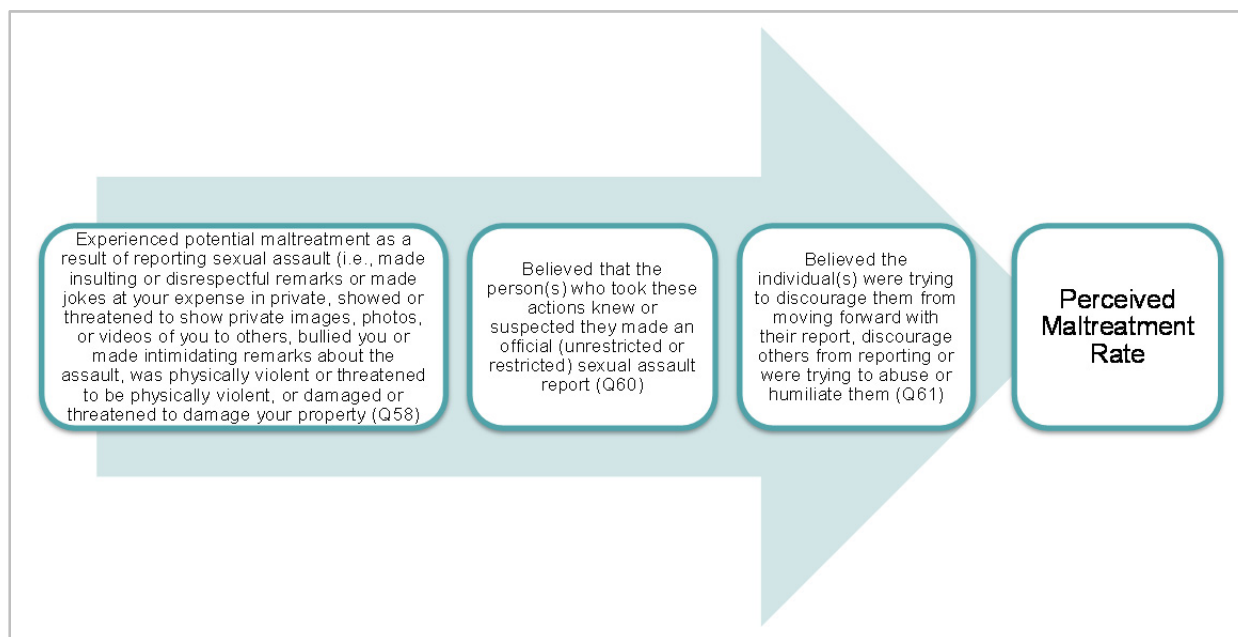 Experienced potential maltreatment as a
result of reporting sexual assault (i.e., made
insulting or disrespectful remarks or made
jokes at your expense in private, showed or
threatened to show private images, photos,
or videos of you to others, bullied you or
made intimidating remarks about the
assault, was physically violent or threatened
to be physically violent, or damaged or
threatened to damage your property (Q58)
Believed that the
person(s) who took these
actions knew or
suspected they made an
official (unrestricted or
restricted) sexual assault
report (Q60)
Believed the
individual(s) were trying
to discourage them from
moving forward with
their report, discourage
others from reporting or
were trying to abuse or
humiliate them (Q61)
Perceived
Maltreatment
Rate